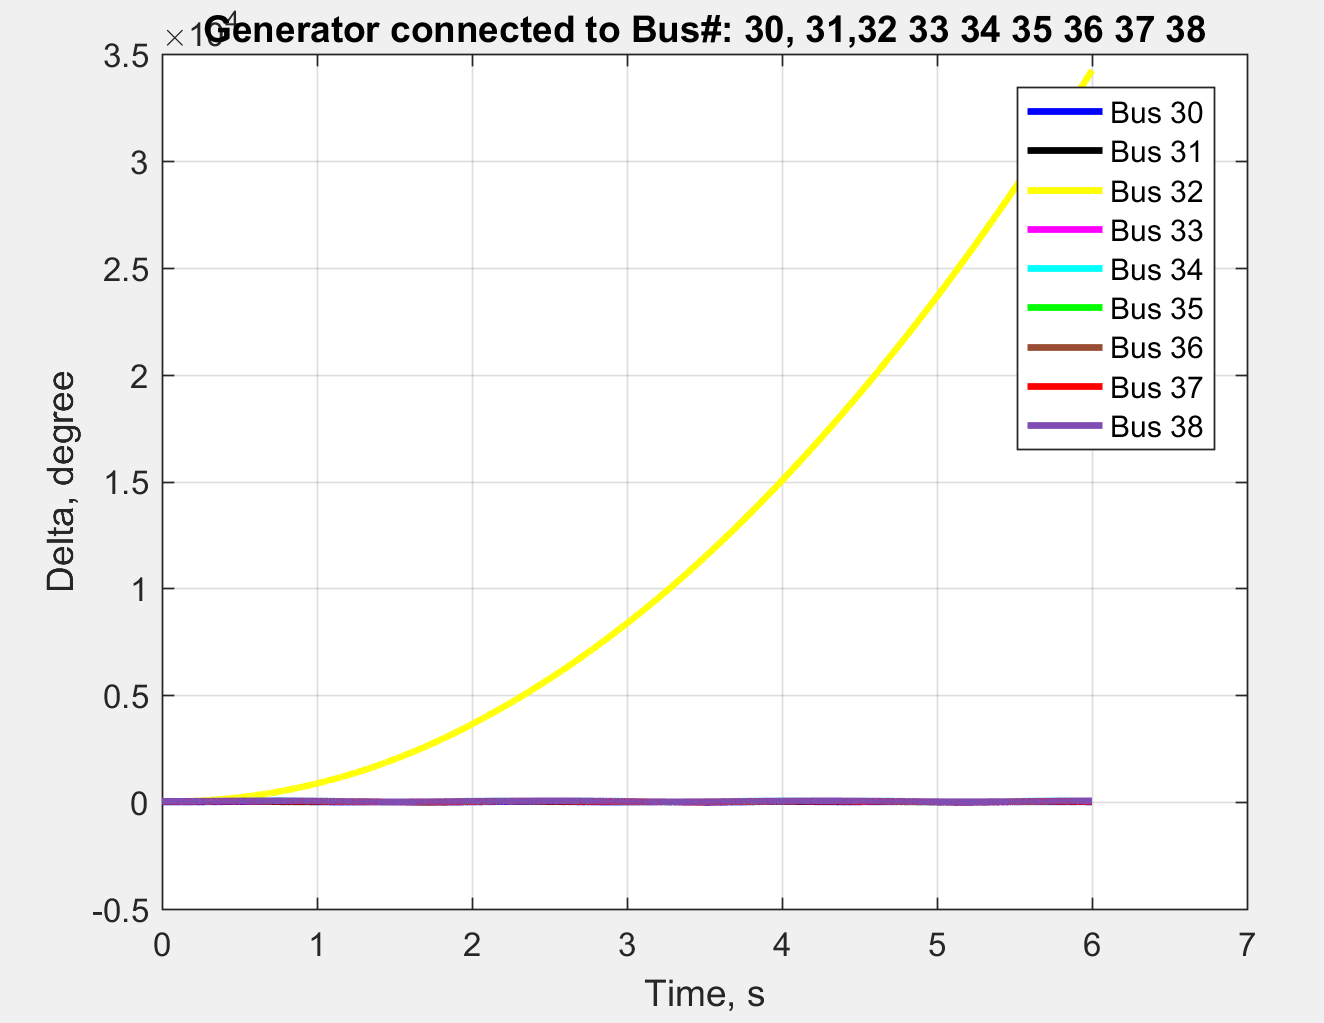 ×10⁴
Generator connected to Bus#: 30, 31,32 33 34 35 36 37 38
3.5
3
2.5
2
1.5
1
0.5
0
-0.5
Delta, degree
Bus 30
Bus 31
Bus 32
Bus 33
Bus 34
Bus 35
Bus 36
Bus 37
Bus 38
0 1 2 3 4 5 6 7
Time, s